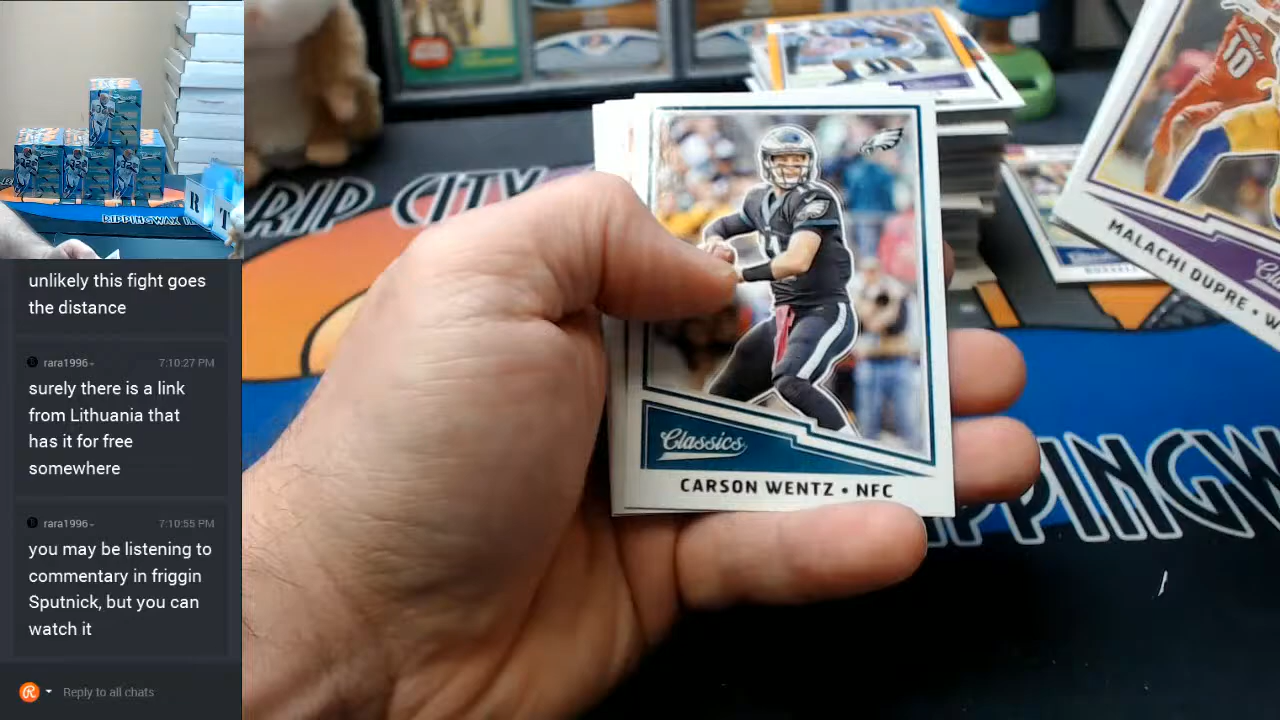 RIPPINGWAX
R T
unlikely this fight goes
the distance
rara1996
7:10:27 PM
surely there is a link
from Lithuania that
has it for free
somewhere
rara1996
7:10:55 PM
you may be listening to
commentary in friggin
Sputnick, but you can
watch it
Reply to all chats
RIP CITY
Classics
CARSON WENTZ • NFC
10
MALACHI DUPRE • W
RUSSELL
RIPPINGW